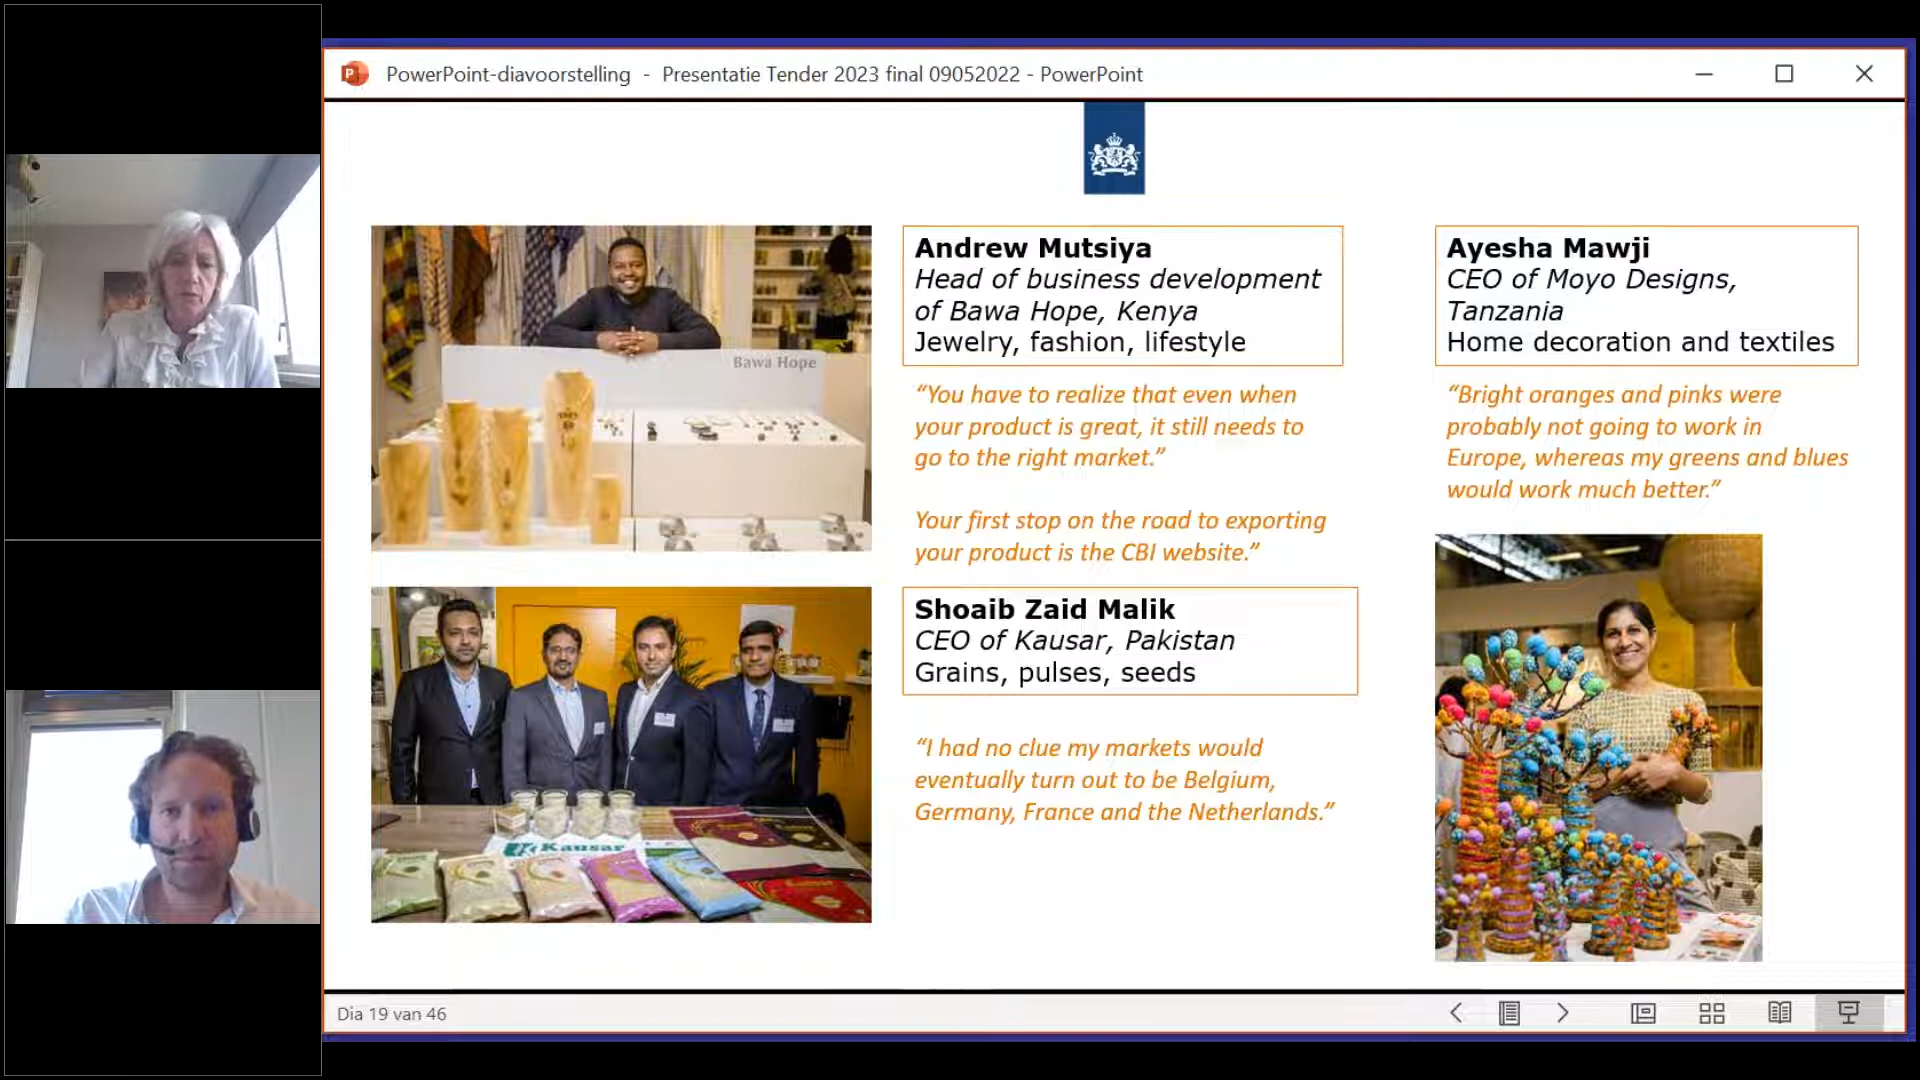 PowerPoint-diavoorstelling - Presentatie Tender 2023 final 09052022 - PowerPoint
Bawa Hope
Andrew Mutsiya
Head of business development
of Bawa Hope, Kenya
Jewelry, fashion, lifestyle
“You have to realize that even when
your product is great, it still needs to
go to the right market.”
Your first stop on the road to exporting
your product is the CBI website.”
Ayesha Mawji
CEO of Moyo Designs,
Tanzania
Home decoration and textiles
“Bright oranges and pinks were
probably not going to work in
Europe, whereas my greens and blues
would work much better.”
Kausar
Shoaib Zaid Malik
CEO of Kausar, Pakistan
Grains, pulses, seeds
“I had no clue my markets would
eventually turn out to be Belgium,
Germany, France and the Netherlands.”
Dia 19 van 46